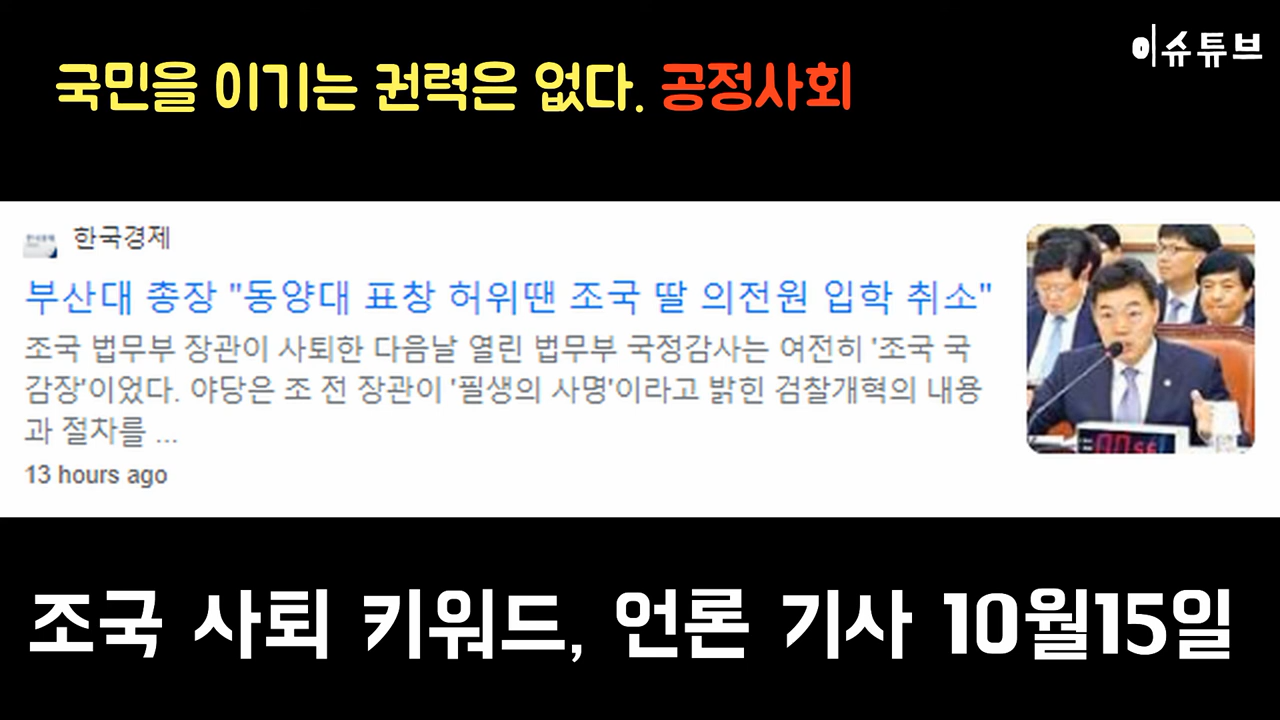 이슈튜브
국민을 이기는 권력은 없다. 공정사회
한국경제
부산대 총장 "동양대 표창 허위땐 조국 딸 의전원 입학 취소"
조국 법무부 장관이 사퇴한 다음날 열린 법무부 국정감사는 여전히 '조국 국
감장'이었다. 야당은 조 전 장관이 '필생의 사명'이라고 밝힌 검찰개혁의 내용
과 절차를 ...
13 hours ago
조국 사퇴 키워드, 언론 기사 10월15일